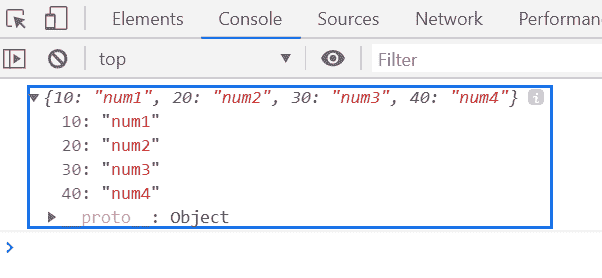 Elements Console Sources Network Performan
top Filter
{10: "num1", 20: "num2", 30: "num3", 40: "num4"} i
10: "num1"
20: "num2"
30: "num3"
40: "num4"
__proto__: Object